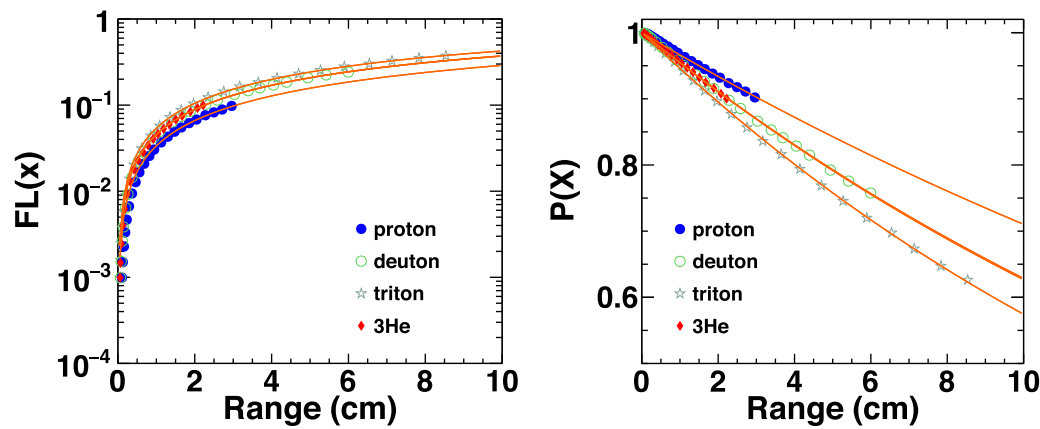 1
10⁻¹
10⁻²
10⁻³
10⁻⁴
FL(x)
proton
deuton
triton
3He
0 2 4 6 8 10
Range (cm)
1
0.8
0.6
P(X)
proton
deuton
triton
3He
0 2 4 6 8 10
Range (cm)